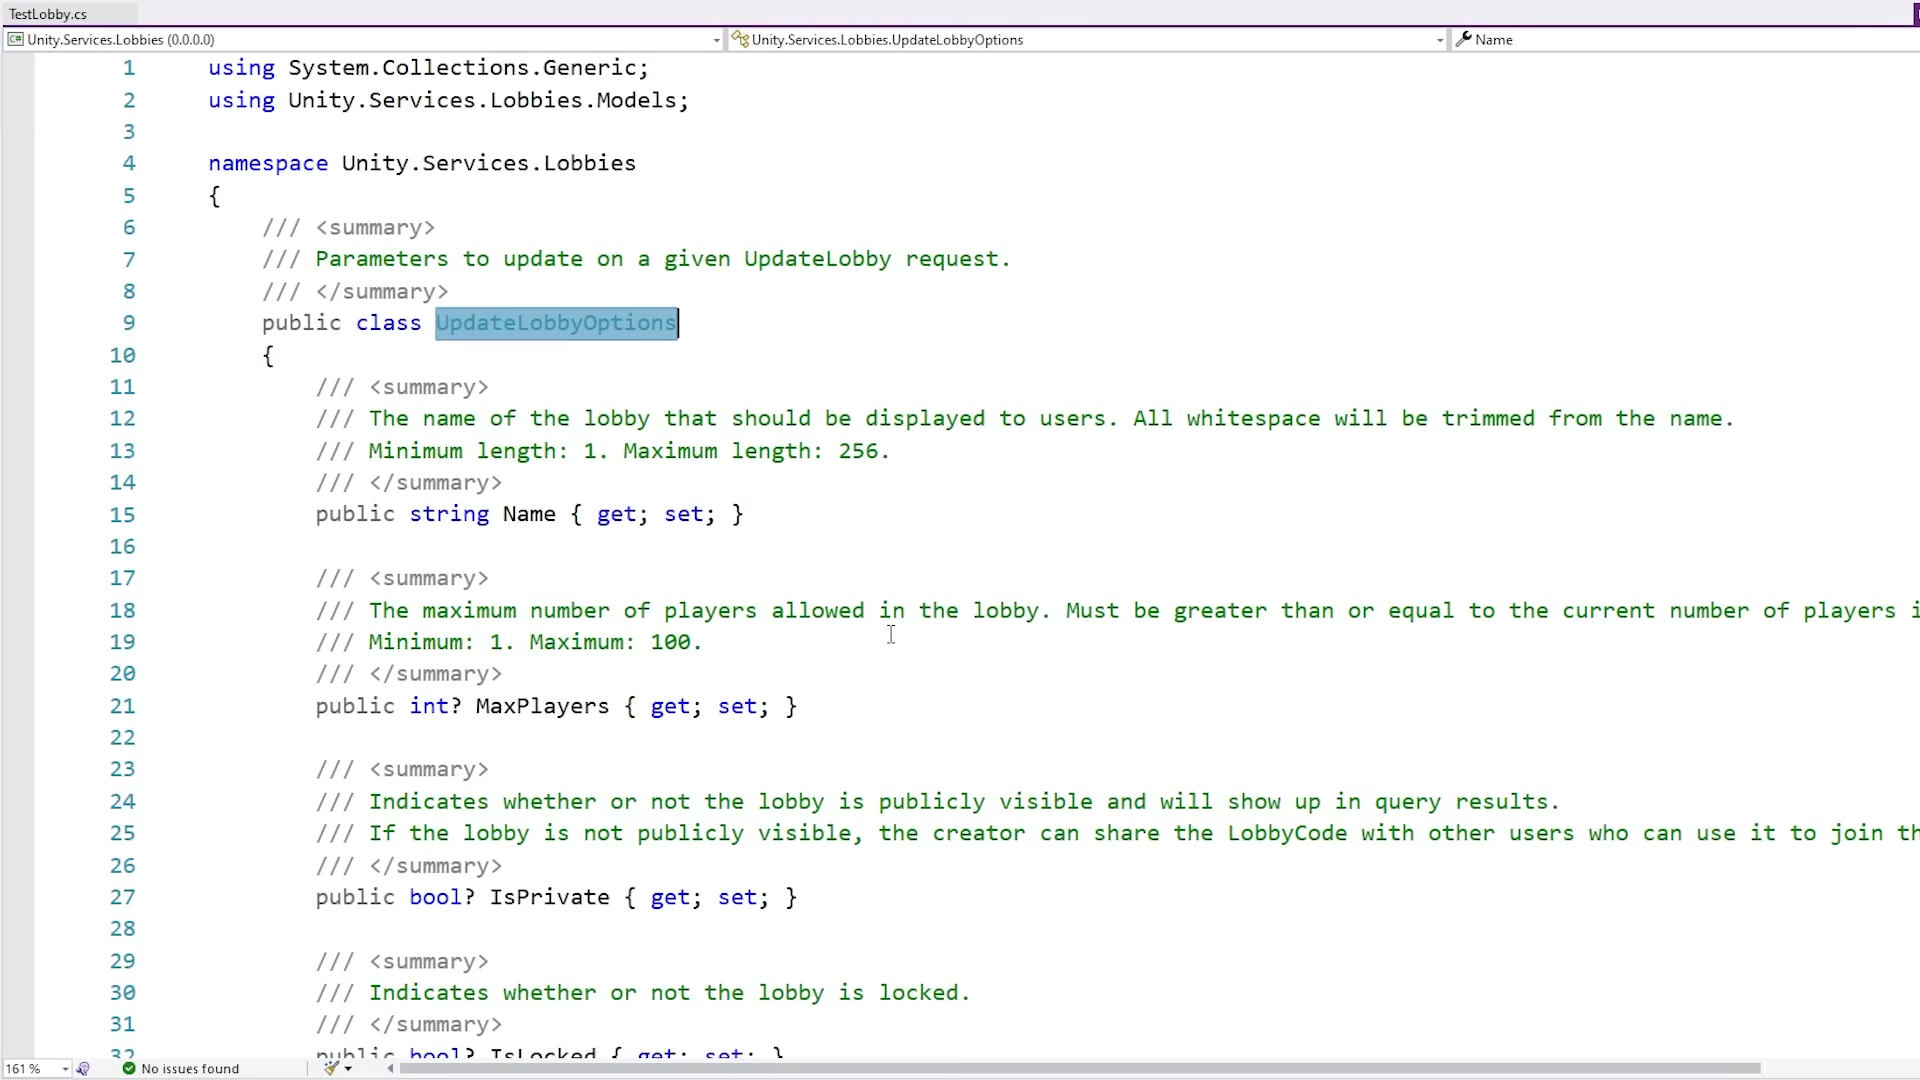 TestLobby.cs
C# Unity.Services.Lobbies (0.0.0.0) Unity.Services.Lobbies.UpdateLobbyOptions Name
1 using System.Collections.Generic;
2 using Unity.Services.Lobbies.Models;
3
4 namespace Unity.Services.Lobbies
5 {
6 /// <summary>
7 /// Parameters to update on a given UpdateLobby request.
8 /// </summary>
9 public class UpdateLobbyOptions
10 {
11 /// <summary>
12 /// The name of the lobby that should be displayed to users. All whitespace will be trimmed from the name.
13 /// Minimum length: 1. Maximum length: 256.
14 /// </summary>
15 public string Name { get; set; }
16
17 /// <summary>
18 /// The maximum number of players allowed in the lobby. Must be greater than or equal to the current number of players i
19 /// Minimum: 1. Maximum: 100.
20 /// </summary>
21 public int? MaxPlayers { get; set; }
22
23 /// <summary>
24 /// Indicates whether or not the lobby is publicly visible and will show up in query results.
25 /// If the lobby is not publicly visible, the creator can share the LobbyCode with other users who can use it to join th
26 /// </summary>
27 public bool? IsPrivate { get; set; }
28
29 /// <summary>
30 /// Indicates whether or not the lobby is locked.
31 /// </summary>
32 public bool? IsLocked { get; set; }
161 % No issues found